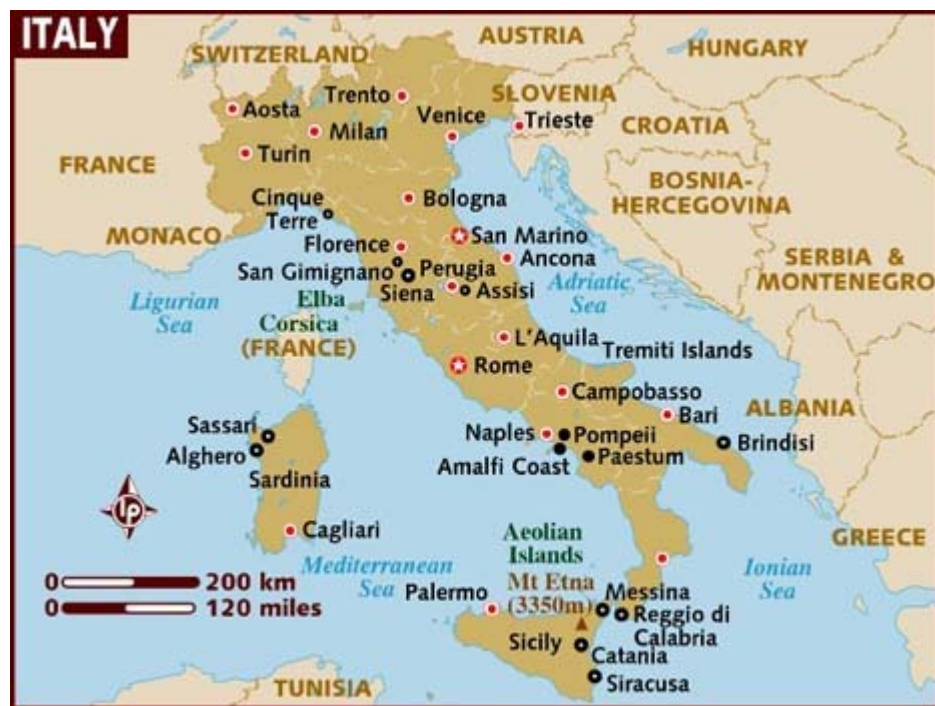 ITALY
SWITZERLAND
AUSTRIA
HUNGARY
SLOVENIA
CROATIA
Trento
Aosta
Venice
Trieste
Milan
Turin
FRANCE
BOSNIA-
HERCEGOVINA
Cinque
Terre
Bologna
MONACO
Florence
San Marino
Ancona
SERBIA &
MONTENEGRO
San Gimignano
Perugia
Siena
Assisi
Ligurian
Sea
Elba
Corsica
(FRANCE)
Adriatic
Sea
L'Aquila
Tremiti Islands
Rome
Campobasso
Bari
ALBANIA
Sassari
Alghero
Sardinia
Naples
Pompeii
Amalfi Coast
Paestum
Brindisi
lp
Cagliari
Aeolian
Islands
GREECE
Mediterranean
Sea
Ionian
Sea
0 200 km
0 120 miles
Palermo
Mt Etna
(3350m)
Messina
Reggio di
Calabria
Sicily
Catania
Siracusa
TUNISIA